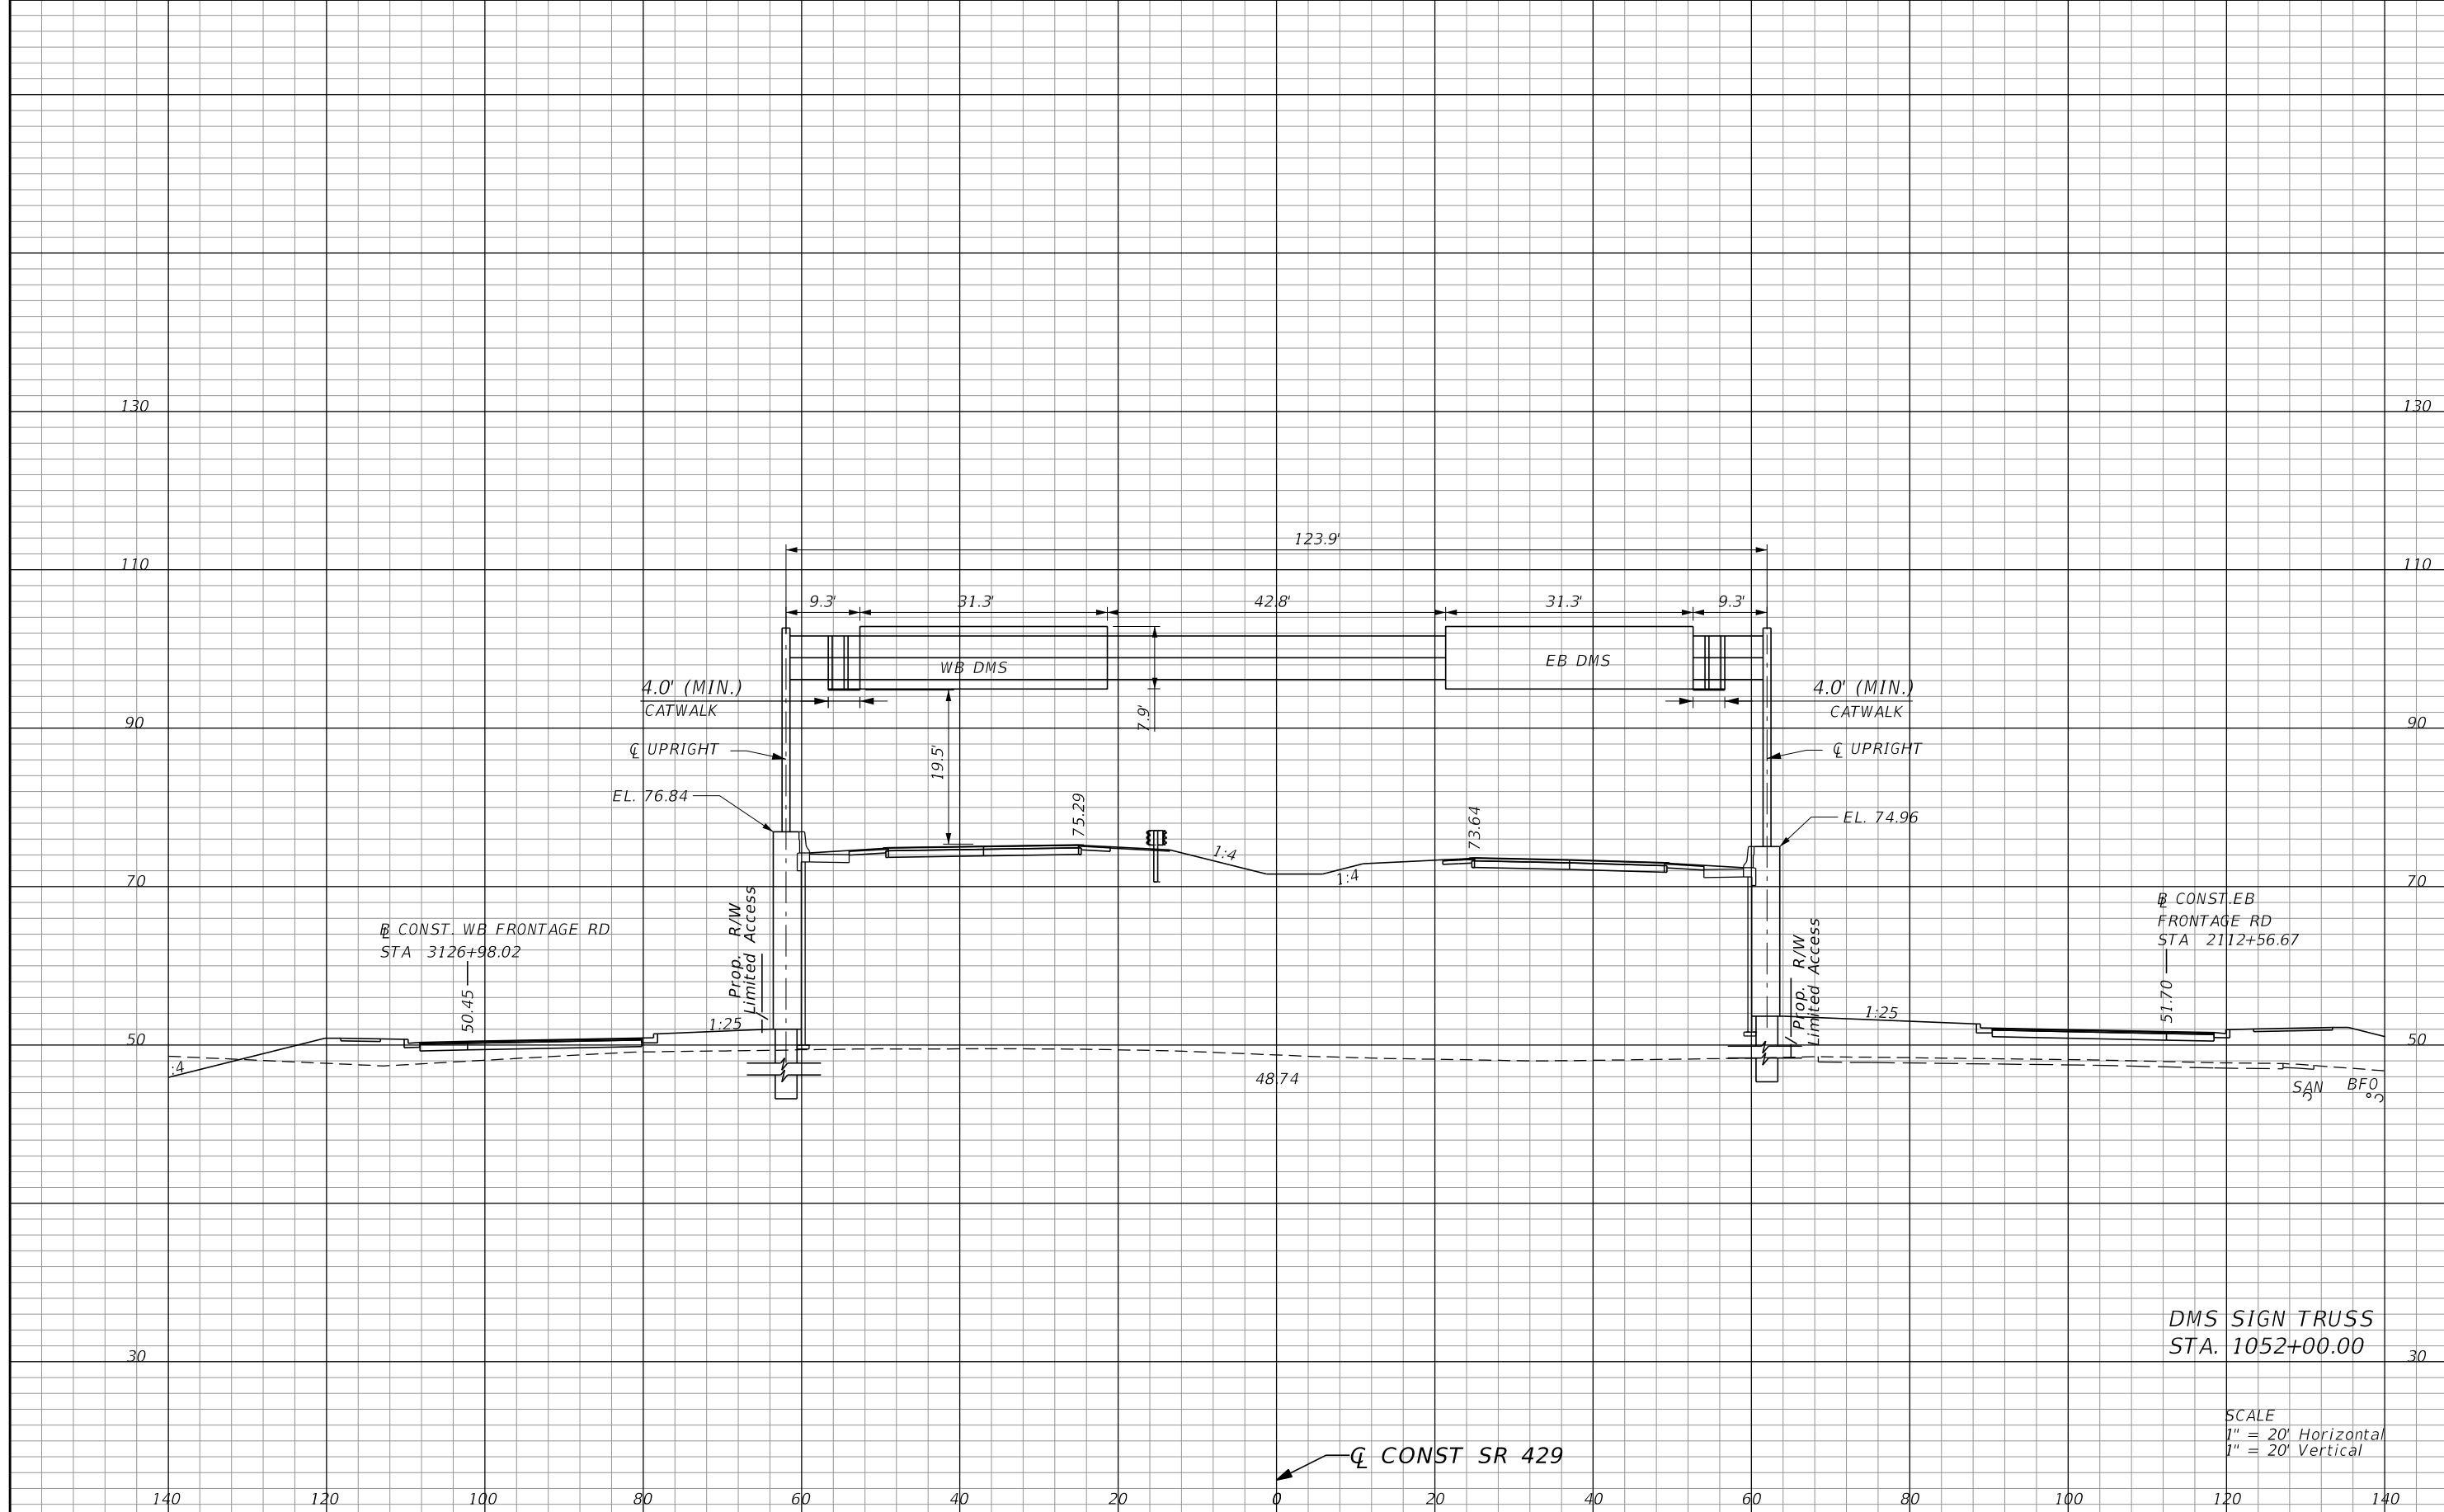 130
130
110
110
123.9'
9.3'
31.3'
42.8'
31.3'
9.3'
WB DMS
EB DMS
4.0' (MIN.)
CATWALK
4.0' (MIN.)
CATWALK
7.9'
90
90
19.5'
℄ UPRIGHT
℄ UPRIGHT
EL. 76.84
EL. 74.96
75.29
73.64
1:4
1:4
70
70
Prop. R/W
Limited Access
Prop. R/W
Limited Access
B CONST. WB FRONTAGE RD
STA 3126+98.02
50.45
B CONST.EB
FRONTAGE RD
STA 2112+56.67
51.70
1:25
1:25
50
50
:4
48.74
SAN
BFO
30
30
DMS SIGN TRUSS
STA. 1052+00.00
SCALE
1" = 20' Horizontal
1" = 20' Vertical
℄ CONST SR 429
140
120
100
80
60
40
20
0
20
40
60
80
100
120
140